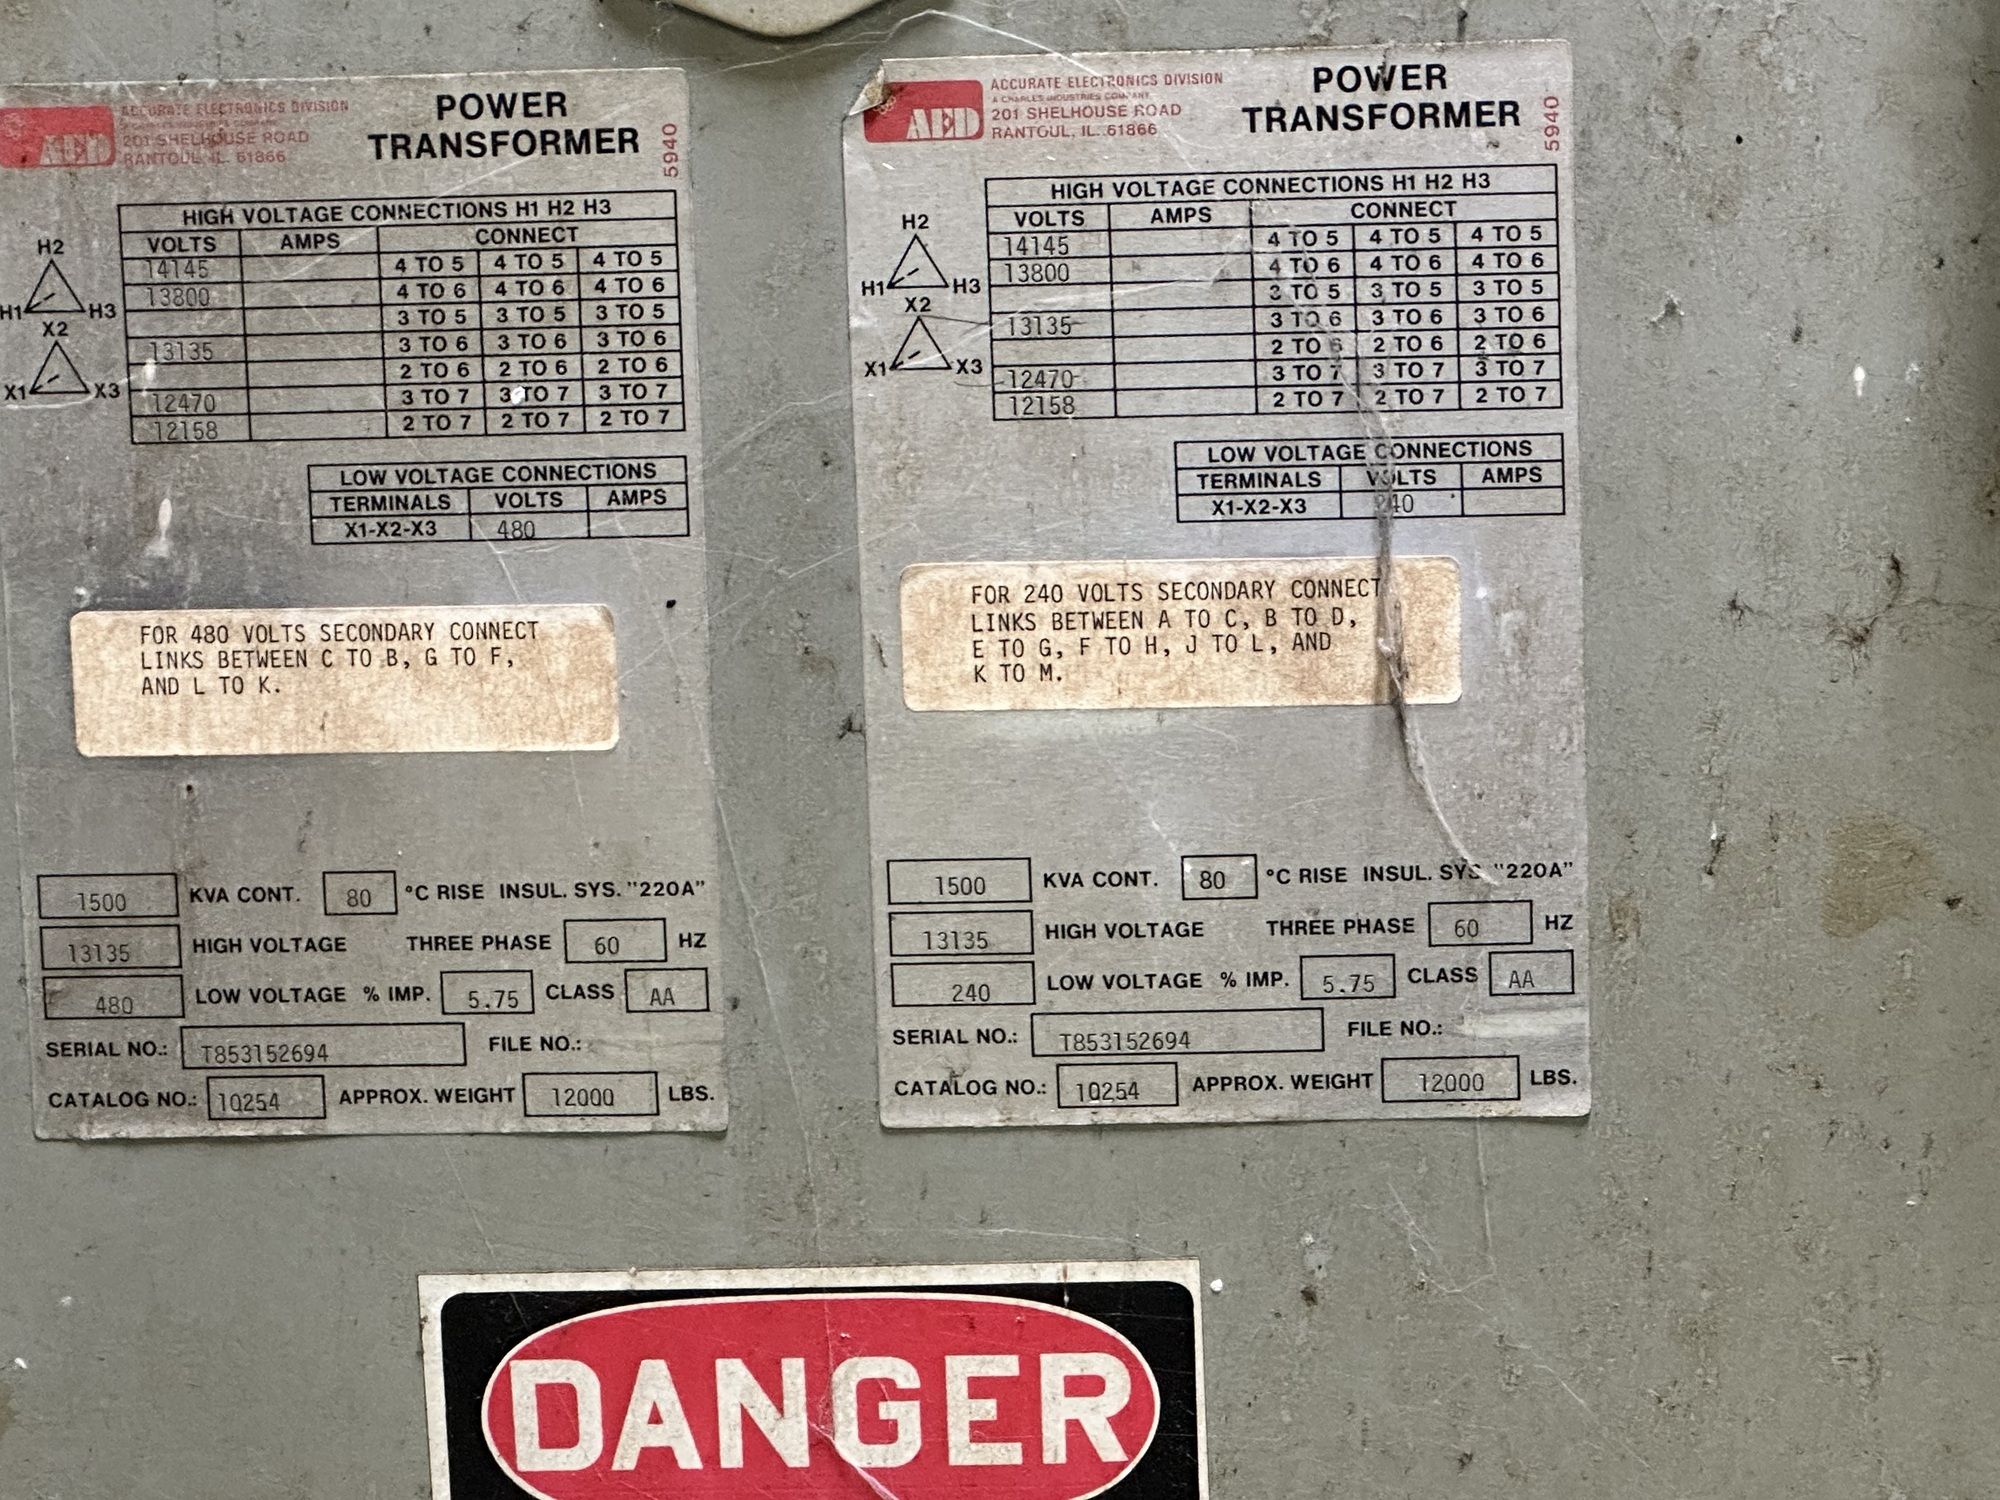 AED
ACCURATE ELECTRONICS DIVISION
A CHARLES INDUSTRIES COMPANY
201 SHELHOUSE ROAD
RANTOUL, IL. 61866
POWER
TRANSFORMER
5940
HIGH VOLTAGE CONNECTIONS H1 H2 H3
VOLTS AMPS CONNECT
14145 4 TO 5 4 TO 5 4 TO 5
13800 4 TO 6 4 TO 6 4 TO 6
3 TO 5 3 TO 5 3 TO 5
13135 3 TO 6 3 TO 6 3 TO 6
2 TO 6 2 TO 6 2 TO 6
12470 3 TO 7 3 TO 7 3 TO 7
12158 2 TO 7 2 TO 7 2 TO 7
H2
H1 H3
X2
X1 X3
LOW VOLTAGE CONNECTIONS
TERMINALS VOLTS AMPS
X1-X2-X3 480
FOR 480 VOLTS SECONDARY CONNECT
LINKS BETWEEN C TO B, G TO F,
AND L TO K.
1500 KVA CONT. 80 °C RISE INSUL. SYS. "220A"
13135 HIGH VOLTAGE THREE PHASE 60 HZ
480 LOW VOLTAGE % IMP. 5.75 CLASS AA
SERIAL NO.: T853152694 FILE NO.:
CATALOG NO.: 10254 APPROX. WEIGHT 12000 LBS.
AED
ACCURATE ELECTRONICS DIVISION
A CHARLES INDUSTRIES COMPANY
201 SHELHOUSE ROAD
RANTOUL, IL. 61866
POWER
TRANSFORMER
5940
HIGH VOLTAGE CONNECTIONS H1 H2 H3
VOLTS AMPS CONNECT
14145 4 TO 5 4 TO 5 4 TO 5
13800 4 TO 6 4 TO 6 4 TO 6
3 TO 5 3 TO 5 3 TO 5
13135 3 TO 6 3 TO 6 3 TO 6
2 TO 6 2 TO 6 2 TO 6
12470 3 TO 7 3 TO 7 3 TO 7
12158 2 TO 7 2 TO 7 2 TO 7
H2
H1 H3
X2
X1 X3
LOW VOLTAGE CONNECTIONS
TERMINALS VOLTS AMPS
X1-X2-X3 240
FOR 240 VOLTS SECONDARY CONNECT
LINKS BETWEEN A TO C, B TO D,
E TO G, F TO H, J TO L, AND
K TO M.
1500 KVA CONT. 80 °C RISE INSUL. SYS. "220A"
13135 HIGH VOLTAGE THREE PHASE 60 HZ
240 LOW VOLTAGE % IMP. 5.75 CLASS AA
SERIAL NO.: T853152694 FILE NO.:
CATALOG NO.: 10254 APPROX. WEIGHT 12000 LBS.
DANGER